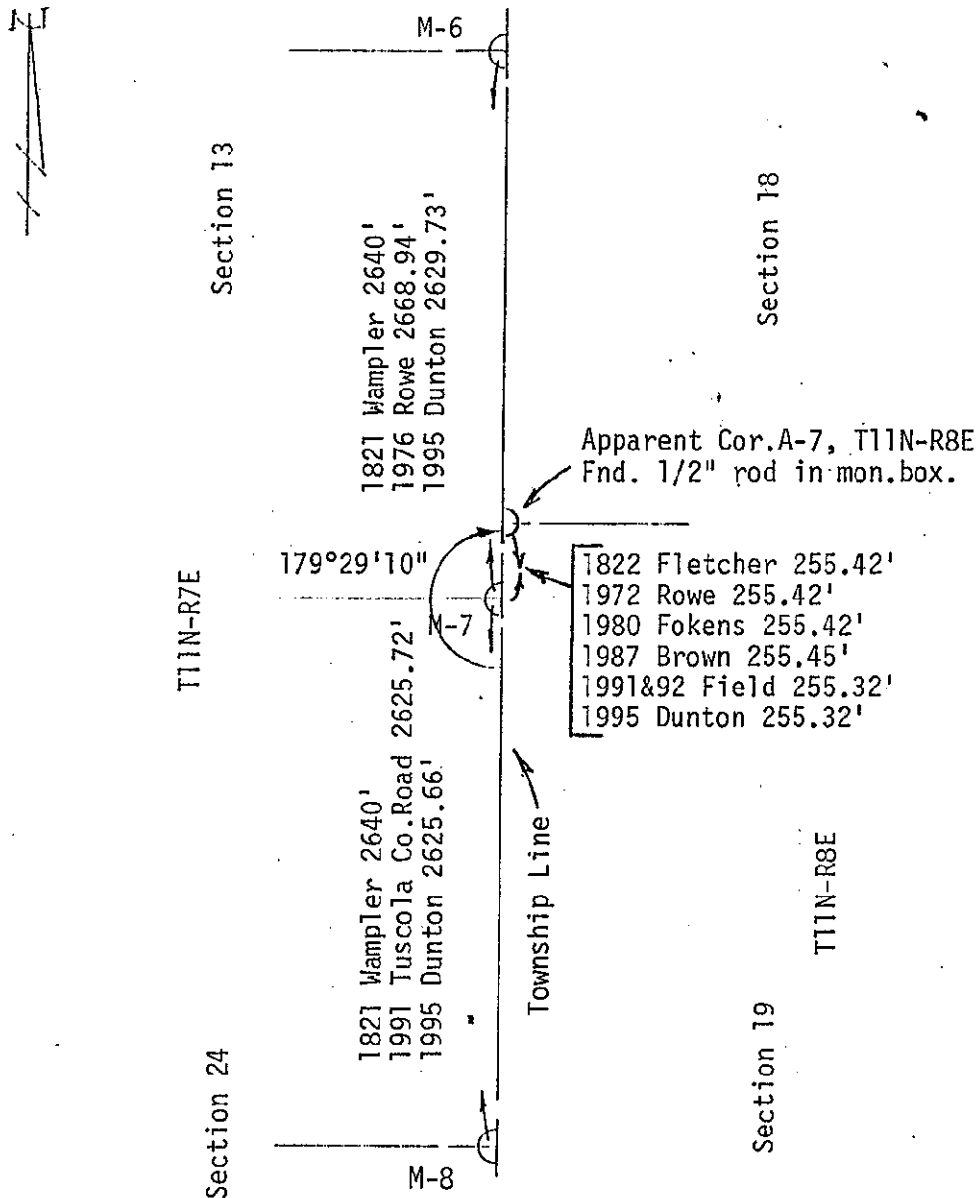 M-6
Section 13
Section 18
1821 Wampler 2640'
1976 Rowe 2668.94'
1995 Dunton 2629.73'
Apparent Cor.A-7, T11N-R8E
Fnd. 1/2" rod in mon.box.
179°29'10"
M-7
1822 Fletcher 255.42'
1972 Rowe 255.42'
1980 Fokens 255.42'
1987 Brown 255.45'
1991&92 Field 255.32'
1995 Dunton 255.32'
T11N-R7E
1821 Wampler 2640'
1991 Tuscola Co.Road 2625.72'
1995 Dunton 2625.66'
Township Line
T11N-R8E
Section 24
Section 19
M-8